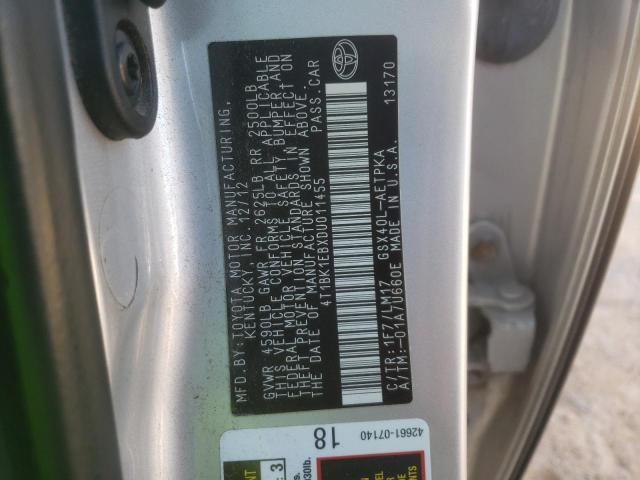 MFD.BY:TOYOTA MOTOR MANUFACTURING,
KENTUCKY, INC. 12/12
GVWR 4590LB GAWR FR 2625LB RR 2500LB
THIS VEHICLE CONFORMS TO ALL APPLICABLE
FEDERAL MOTOR VEHICLE SAFETY BUMPER AND
THEFT PREVENTION STANDARDS IN EFFECT ON
THE DATE OF MANUFACTURE SHOWN ABOVE.
4T1BK1EBXDU011455 PASS.CAR
C/TR:1F7/LM17 GSX40L-AETPKA
A/TM:-01A/U660E MADE IN U.S.A. 13170
18
42661-07140
3